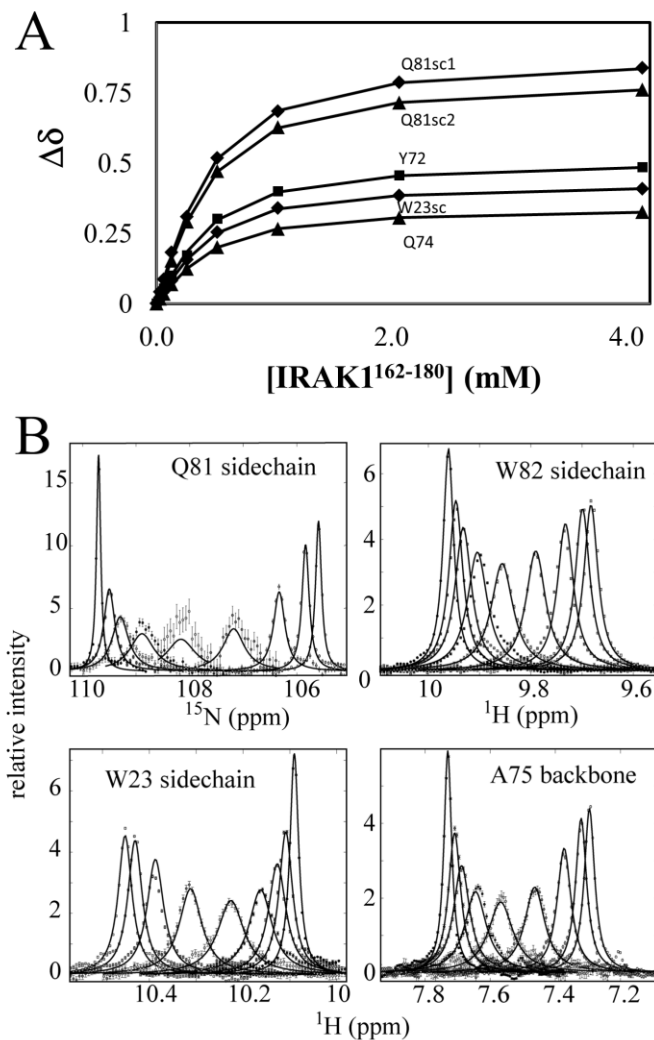 A
1
0.75
0.5
0.25
0
Δδ
Q81sc1
Q81sc2
Y72
W23sc
Q74
0.0 2.0 4.0
[IRAK1¹⁶²⁻¹⁸⁰] (mM)
B
relative intensity
Q81 sidechain
15
10
5
0
110 108 106
¹⁵N (ppm)
W82 sidechain
6
4
2
0
10 9.8 9.6
¹H (ppm)
W23 sidechain
6
4
2
0
10.4 10.2 10
A75 backbone
4
2
0
7.8 7.6 7.4 7.2
¹H (ppm)